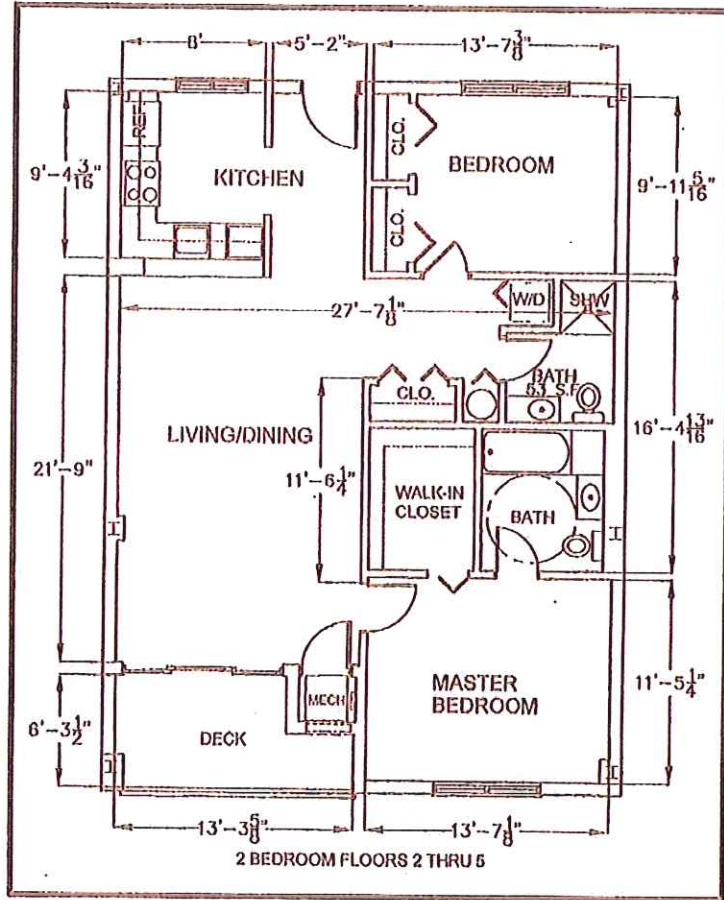 8'
5'-2"
13'-7 3/8"
REF
CLO.
9'-4 3/16"
KITCHEN
BEDROOM
9'-11 5/16"
CLO.
W/D
SHW
27'-7 1/8"
BATH
53 S.F.
CLO.
LIVING/DINING
16'-4 13/16"
21'-9"
11'-6 1/4"
WALK-IN
CLOSET
BATH
MECH
MASTER
BEDROOM
11'-5 1/4"
6'-3 1/2"
DECK
13'-3 5/8"
13'-7 1/8"
2 BEDROOM FLOORS 2 THRU 5